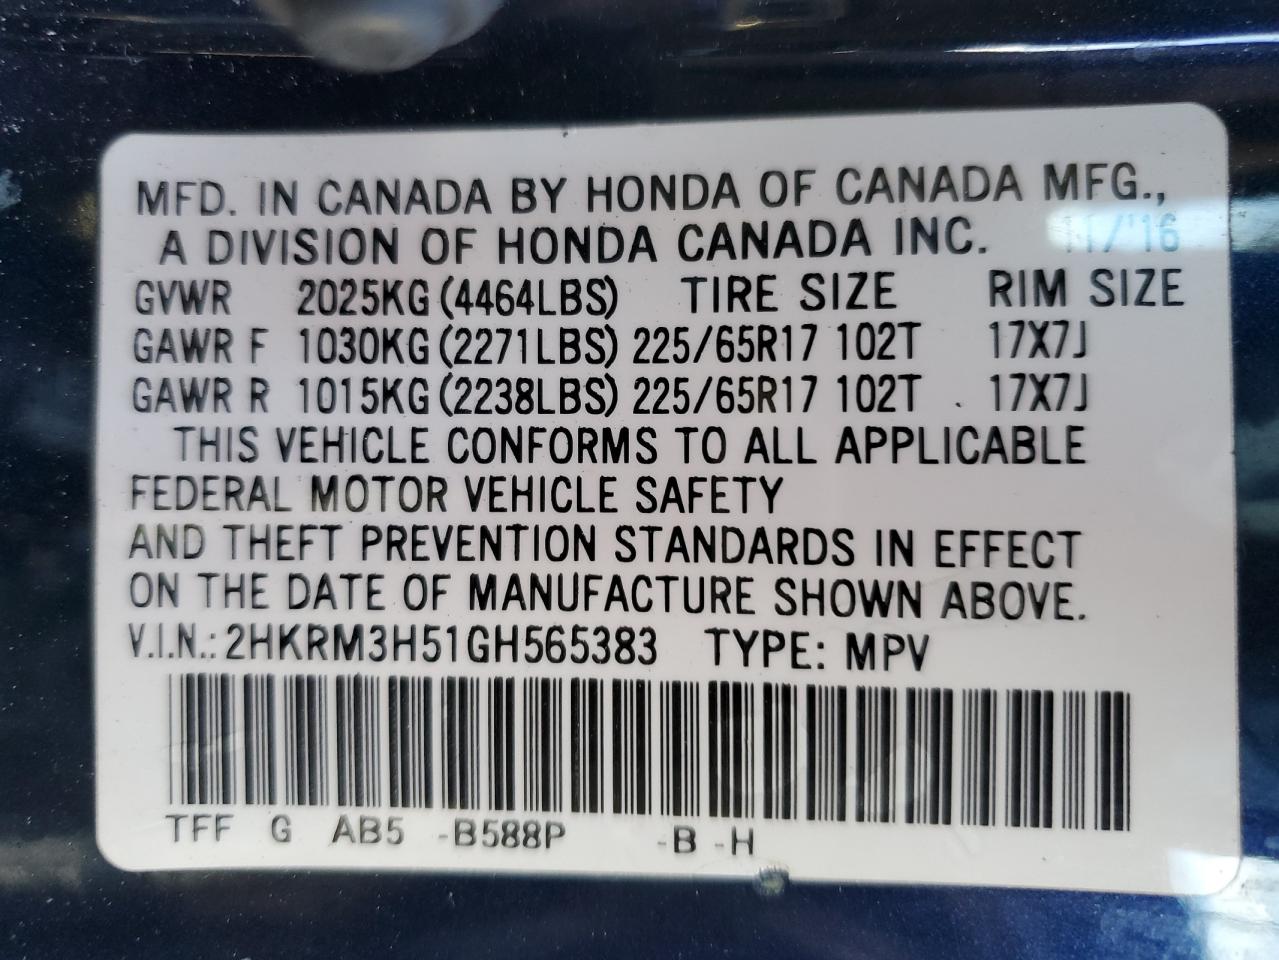 MFD. IN CANADA BY HONDA OF CANADA MFG.,
A DIVISION OF HONDA CANADA INC. 11/'16
GVWR 2025KG (4464LBS) TIRE SIZE RIM SIZE
GAWR F 1030KG (2271LBS) 225/65R17 102T 17X7J
GAWR R 1015KG (2238LBS) 225/65R17 102T 17X7J
THIS VEHICLE CONFORMS TO ALL APPLICABLE
FEDERAL MOTOR VEHICLE SAFETY
AND THEFT PREVENTION STANDARDS IN EFFECT
ON THE DATE OF MANUFACTURE SHOWN ABOVE.
V.I.N.: 2HKRM3H51GH565383 TYPE: MPV
TFF G AB5 -B588P -B -H